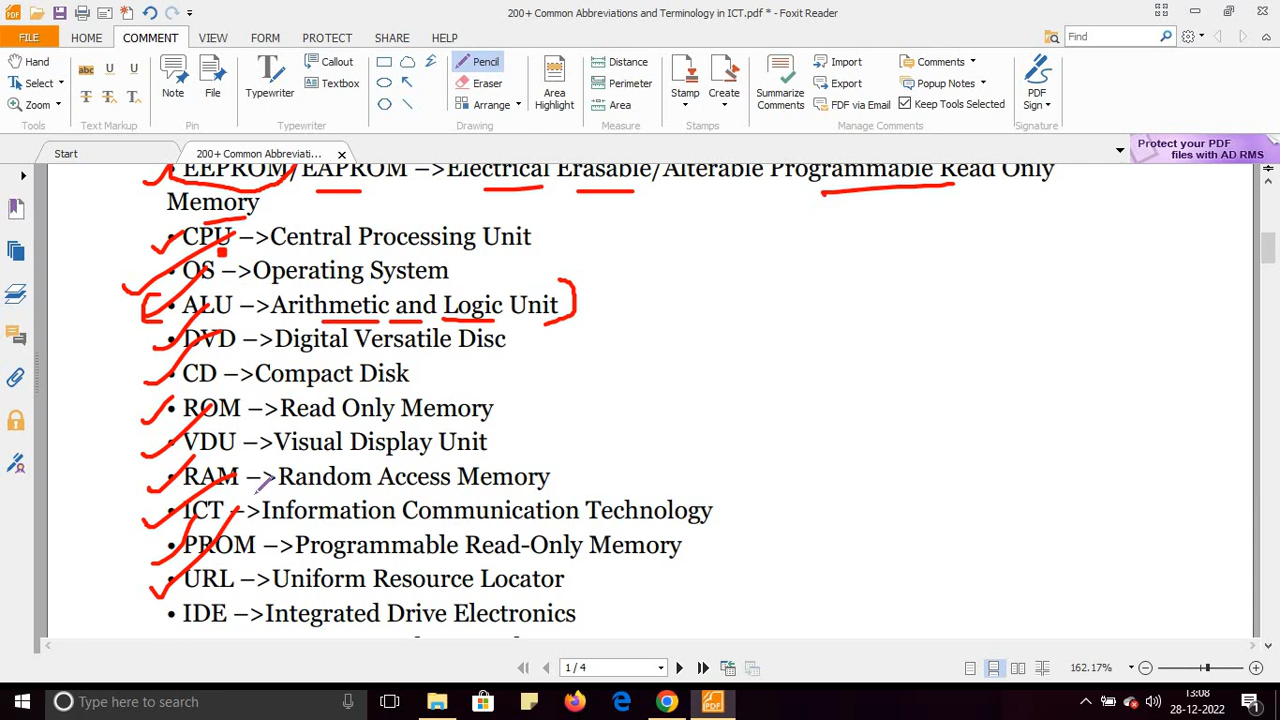 200+ Common Abbreviations and Terminology in ICT.pdf * - Foxit Reader
FILE HOME COMMENT VIEW FORM PROTECT SHARE HELP Find
Hand Callout Pencil Distance Import Comments
Select Textbox Eraser Perimeter Export Popup Notes
Zoom Note File Typewriter Arrange Area Highlight Area Stamp Create Summarize Comments FDF via Email Keep Tools Selected PDF Sign
Tools Text Markup Pin Typewriter Drawing Measure Stamps Manage Comments Signature
Start 200+ Common Abbreviati... Protect your PDF
files with AD RMS
• EEPROM/EAPROM –>Electrical Erasable/Alterable Programmable Read Only
Memory
• CPU –>Central Processing Unit
• OS –>Operating System
• ALU –>Arithmetic and Logic Unit
• DVD –>Digital Versatile Disc
• CD –>Compact Disk
• ROM –>Read Only Memory
• VDU –>Visual Display Unit
• RAM –>Random Access Memory
• ICT –>Information Communication Technology
• PROM –>Programmable Read-Only Memory
• URL –>Uniform Resource Locator
• IDE –>Integrated Drive Electronics
1 / 4 162.17%
Type here to search 13:08
28-12-2022